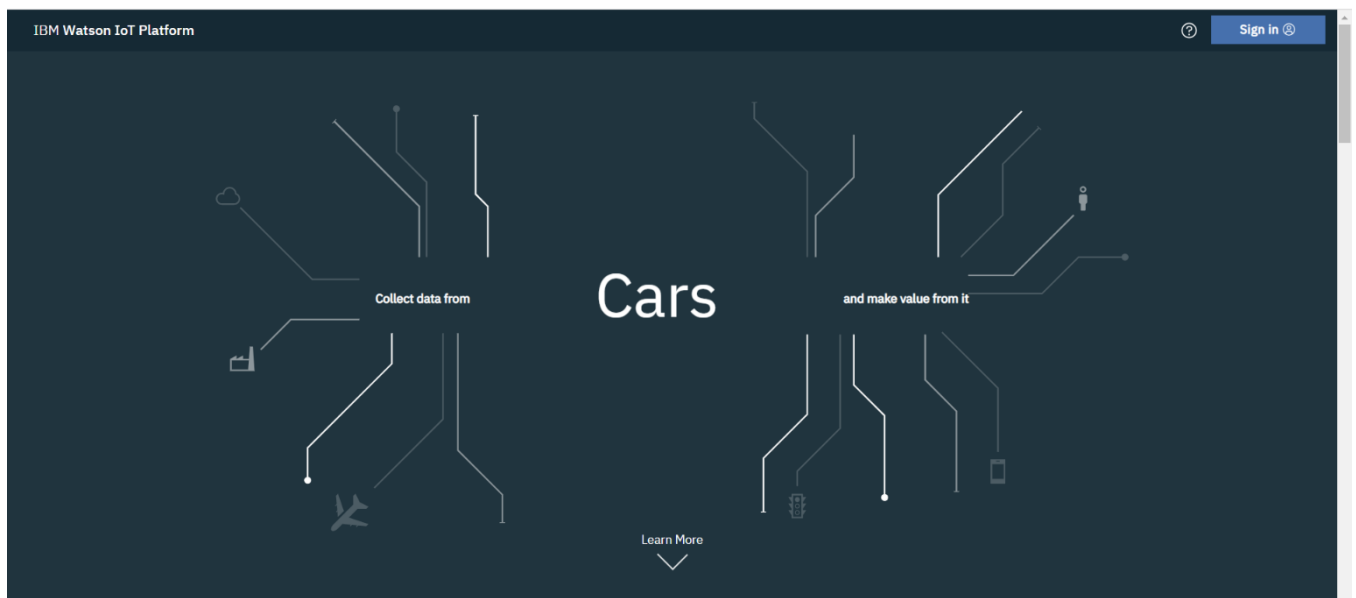 IBM Watson IoT Platform
Sign in
Collect data from
Cars
and make value from it
Learn More